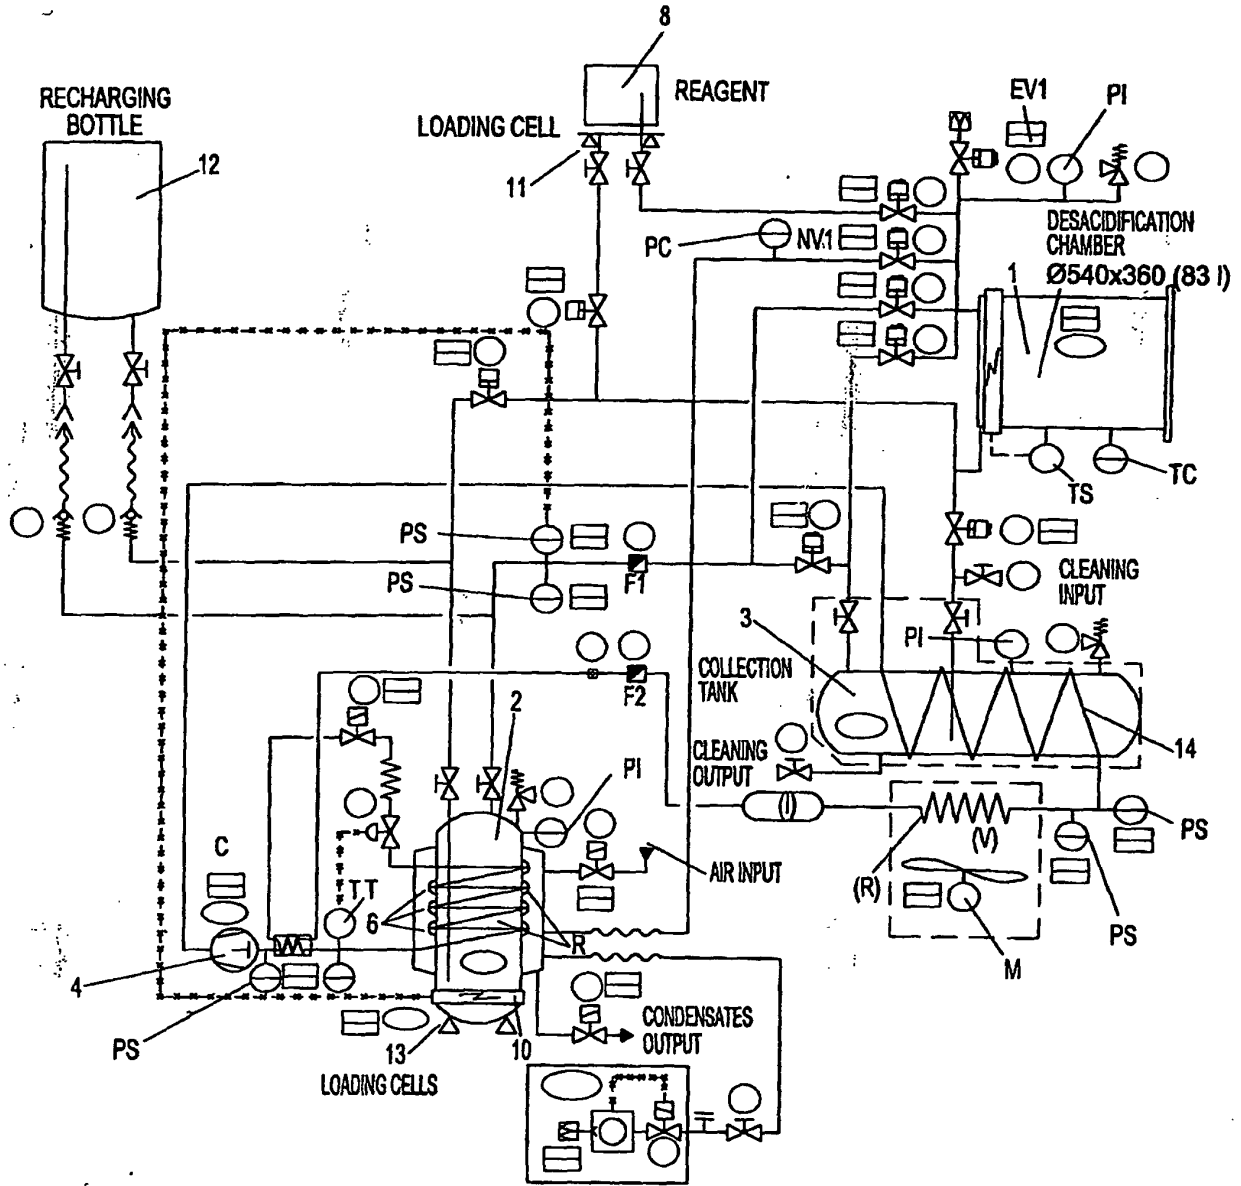 8
RECHARGING
BOTTLE
12
REAGENT
LOADING CELL
11
EV1
PI
DESACIDIFICATION
CHAMBER
1
Ø540x360 (83 l)
PC
NV1
TS
TC
PS
PS
F1
CLEANING
INPUT
3
PI
COLLECTION
TANK
F2
2
CLEANING
OUTPUT
14
PI
AIR INPUT
C
TT
6
R
(R)
(V)
PS
PS
M
4
PS
13
10
LOADING CELLS
CONDENSATES
OUTPUT